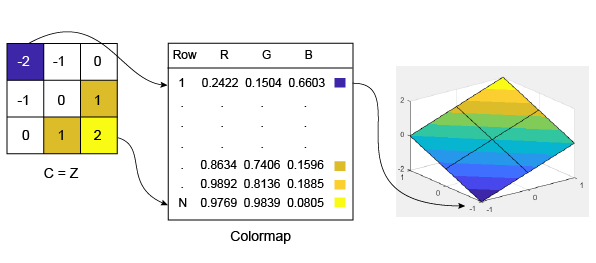 -2 -1 0
-1 0 1
0 1 2
C = Z
Row R G B
1 0.2422 0.1504 0.6603
. . . .
. . . .
. . . .
. 0.8634 0.7406 0.1596
. 0.9892 0.8136 0.1885
N 0.9769 0.9839 0.0805
Colormap
2
0
-2
1
0
-1
-1
0
1